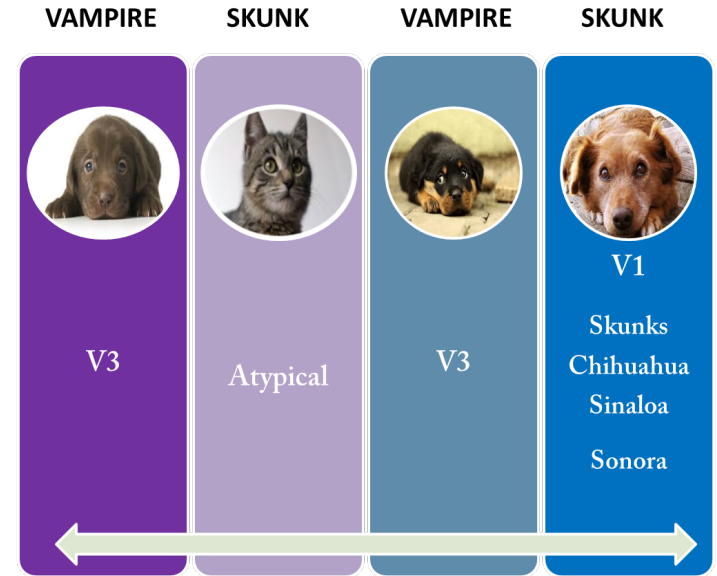 VAMPIRE SKUNK VAMPIRE SKUNK
V3
Atypical
V3
V1
Skunks
Chihuahua
Sinaloa
Sonora